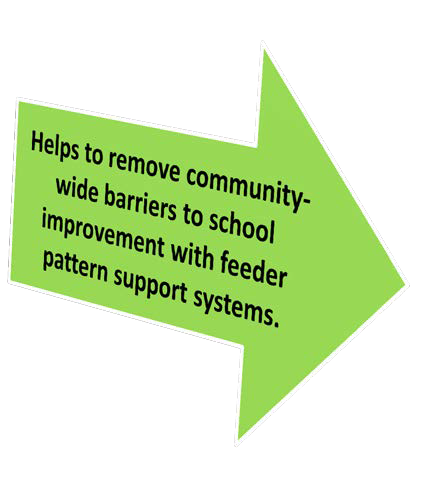 Helps to remove community-
wide barriers to school
improvement with feeder
pattern support systems.